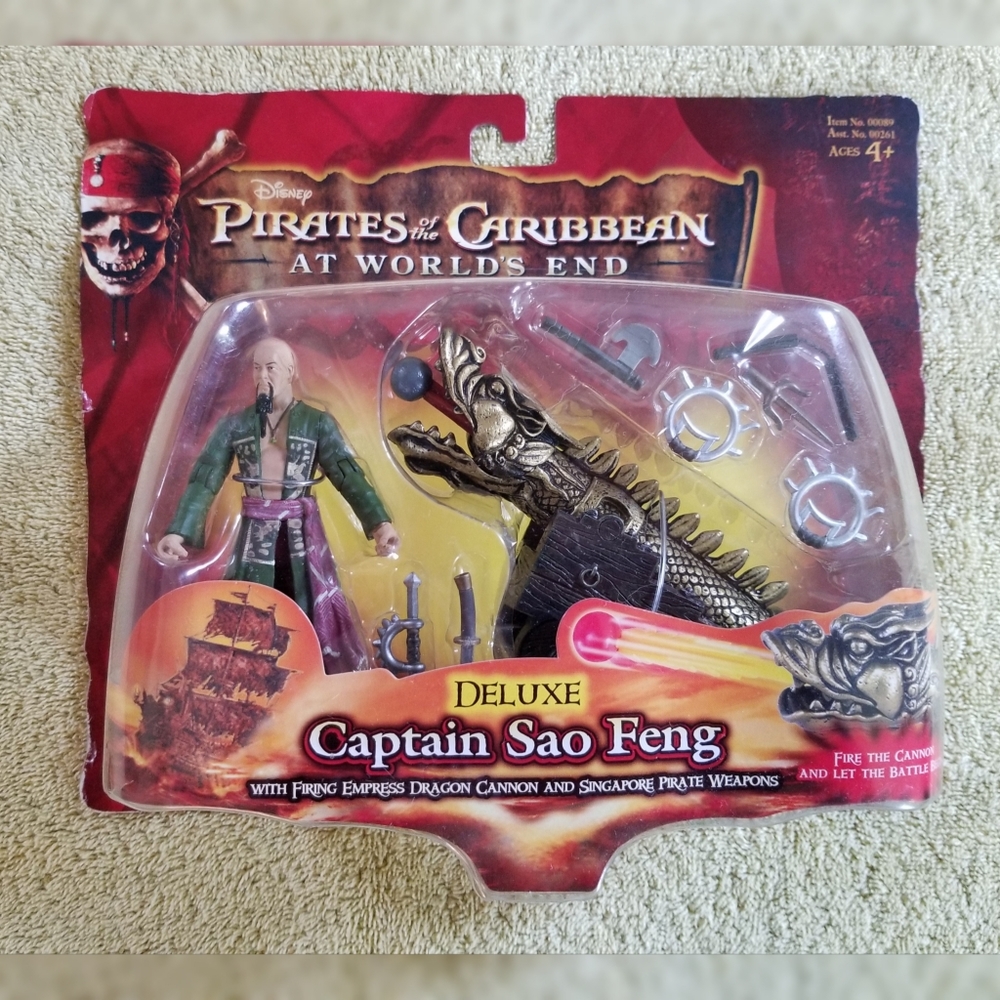 Item No. 00089
Asst. No. 00261
AGES 4+
DISNEY
PIRATES of the CARIBBEAN
AT WORLD'S END
DELUXE
Captain Sao Feng
WITH FIRING EMPRESS DRAGON CANNON AND SINGAPORE PIRATE WEAPONS
FIRE THE CANNON
AND LET THE BATTLE